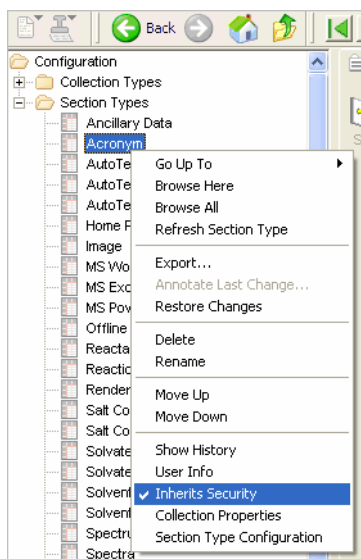 Back
Configuration
Collection Types
Section Types
Ancillary Data
Acronym
AutoTe
AutoTe
AutoTe
Home P
Image
MS Wo
MS Exc
MS Pov
Offline
Reacta
Reactio
Render
Salt Co
Salt Co
Solvate
Solvate
Solven
Solven
Spectru
Spectra
Go Up To
Browse Here
Browse All
Refresh Section Type
Export...
Annotate Last Change...
Restore Changes
Delete
Rename
Move Up
Move Down
Show History
User Info
Inherits Security
Collection Properties
Section Type Configuration